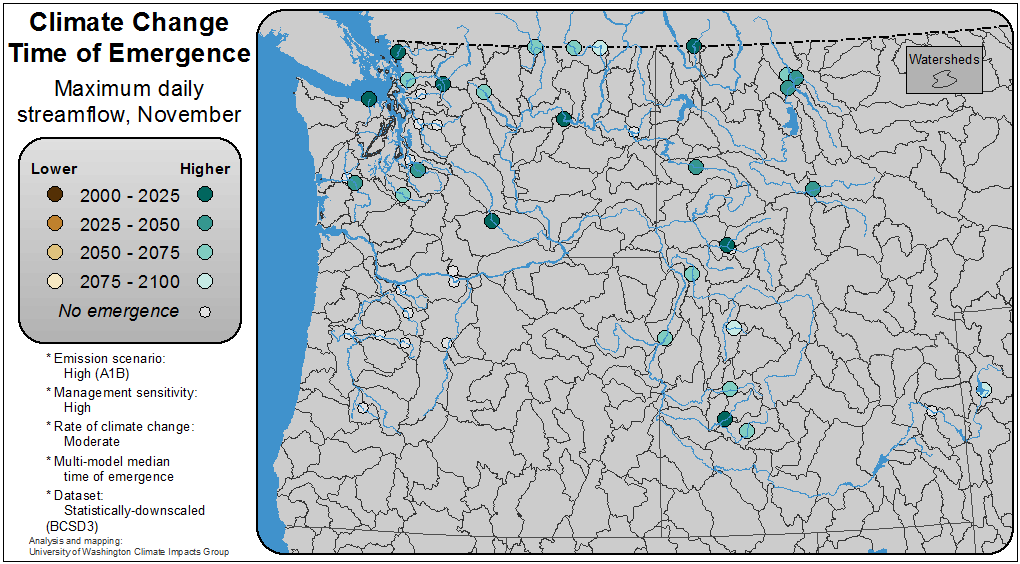 Climate Change
Time of Emergence
Maximum daily
streamflow, November
Lower Higher
2000 - 2025
2025 - 2050
2050 - 2075
2075 - 2100
No emergence
* Emission scenario:
High (A1B)
* Management sensitivity:
High
* Rate of climate change:
Moderate
* Multi-model median
time of emergence
* Dataset:
Statistically-downscaled
(BCSD3)
Analysis and mapping:
University of Washington Climate Impacts Group
Watersheds